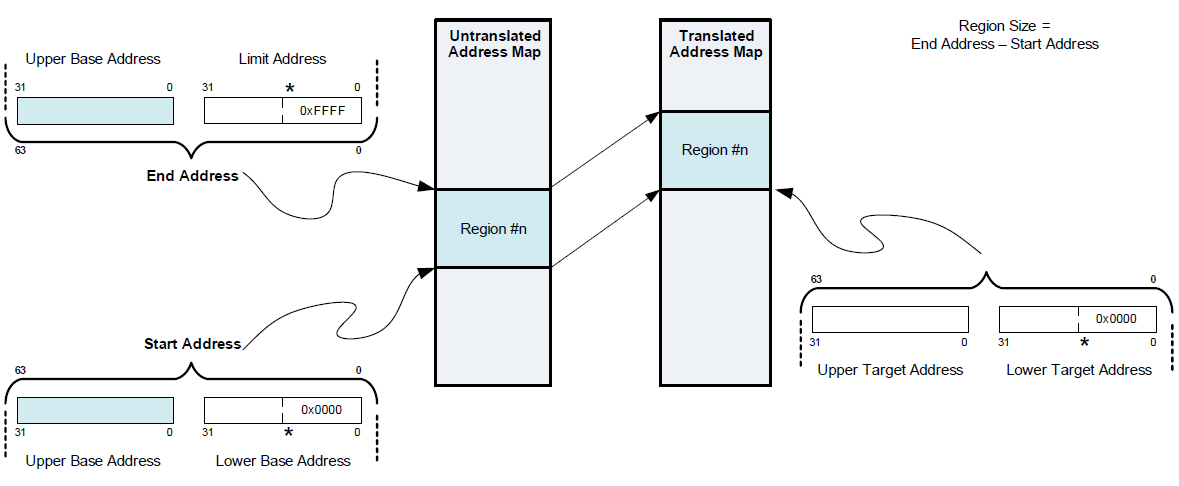 Untranslated
Address Map
Translated
Address Map
Region Size =
End Address – Start Address
Upper Base Address
Limit Address
31
0
31
*
0
0xFFFF
63
0
End Address
Region #n
Region #n
Start Address
63
0
0x0000
31
0
31
*
0
Upper Base Address
Lower Base Address
63
0
0x0000
31
0
31
*
0
Upper Target Address
Lower Target Address